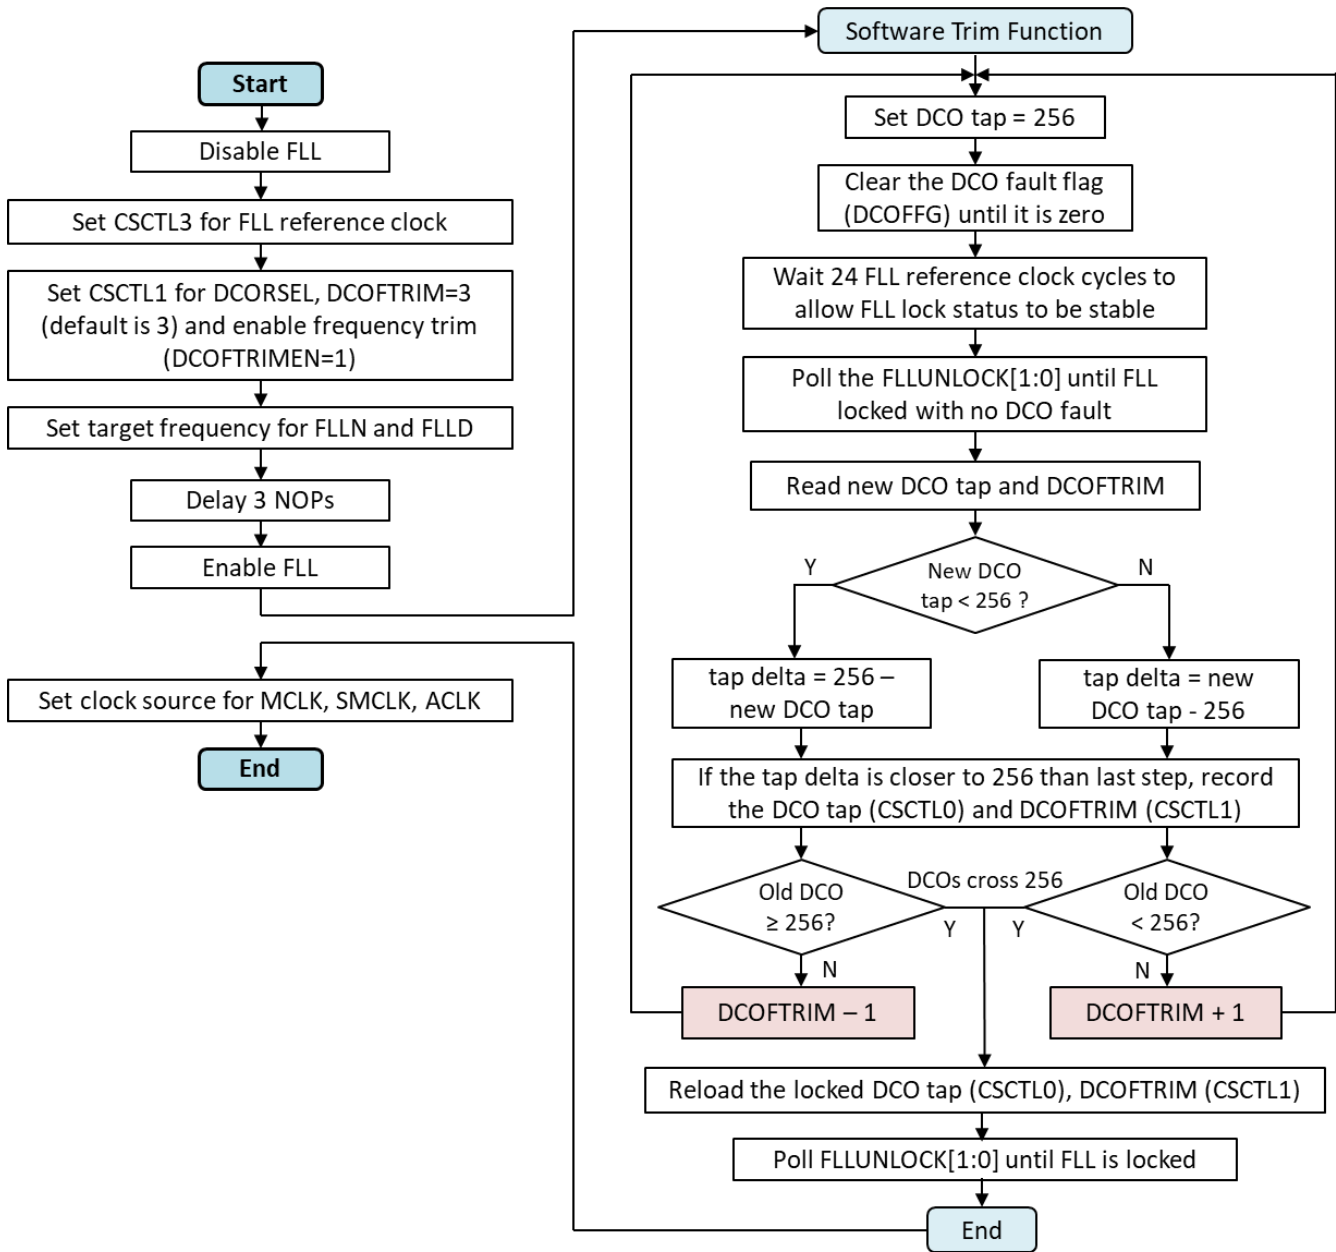 Start
Disable FLL
Set CSCTL3 for FLL reference clock
Set CSCTL1 for DCORSEL, DCOFTRIM=3
(default is 3) and enable frequency trim
(DCOFTRIMEN=1)
Set target frequency for FLLN and FLLD
Delay 3 NOPs
Enable FLL
Set clock source for MCLK, SMCLK, ACLK
End
Software Trim Function
Set DCO tap = 256
Clear the DCO fault flag
(DCOFFG) until it is zero
Wait 24 FLL reference clock cycles to
allow FLL lock status to be stable
Poll the FLLUNLOCK[1:0] until FLL
locked with no DCO fault
Read new DCO tap and DCOFTRIM
New DCO
tap < 256 ?
Y
N
tap delta = 256 –
new DCO tap
tap delta = new
DCO tap - 256
If the tap delta is closer to 256 than last step, record
the DCO tap (CSCTL0) and DCOFTRIM (CSCTL1)
Old DCO
≥ 256?
DCOs cross 256
Old DCO
< 256?
Y
Y
N
N
DCOFTRIM – 1
DCOFTRIM + 1
Reload the locked DCO tap (CSCTL0), DCOFTRIM (CSCTL1)
Poll FLLUNLOCK[1:0] until FLL is locked
End